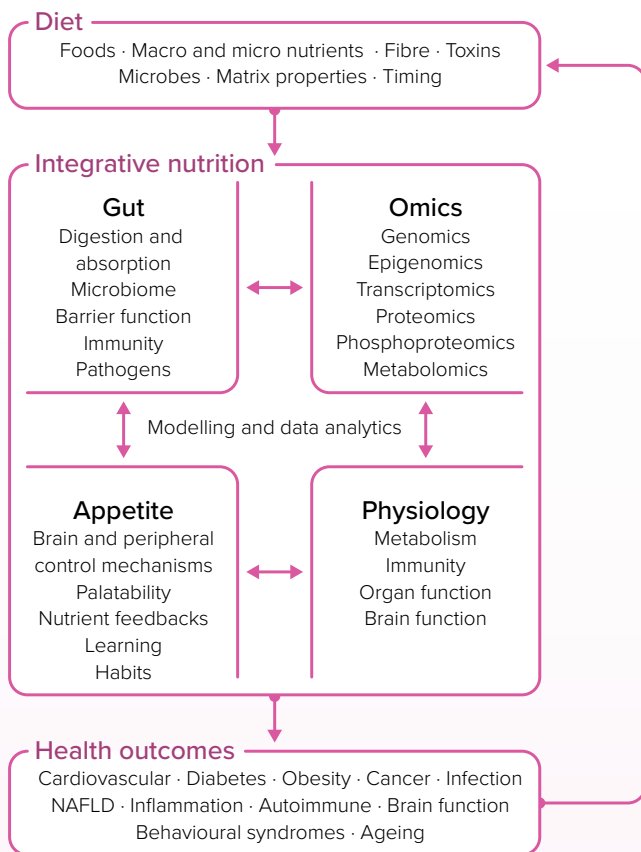 Diet
Foods · Macro and micro nutrients · Fibre · Toxins
Microbes · Matrix properties · Timing
Integrative nutrition
Gut
Digestion and
absorption
Microbiome
Barrier function
Immunity
Pathogens
Omics
Genomics
Epigenomics
Transcriptomics
Proteomics
Phosphoproteomics
Metabolomics
Modelling and data analytics
Appetite
Brain and peripheral
control mechanisms
Palatability
Nutrient feedbacks
Learning
Habits
Physiology
Metabolism
Immunity
Organ function
Brain function
Health outcomes
Cardiovascular · Diabetes · Obesity · Cancer · Infection
NAFLD · Inflammation · Autoimmune · Brain function
Behavioural syndromes · Ageing